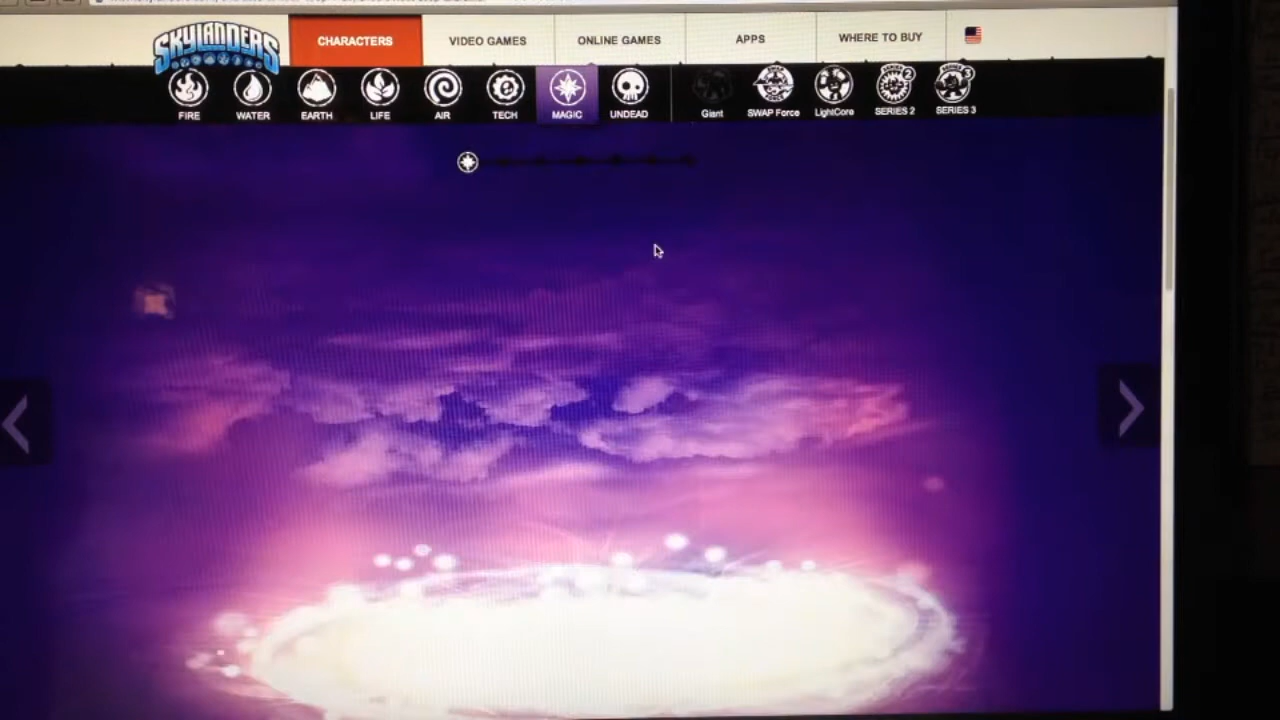 SKYLANDERS
CHARACTERS VIDEO GAMES ONLINE GAMES APPS WHERE TO BUY
FIRE WATER EARTH LIFE AIR TECH MAGIC UNDEAD Giant SWAP Force LightCore SERIES 2 SERIES 3